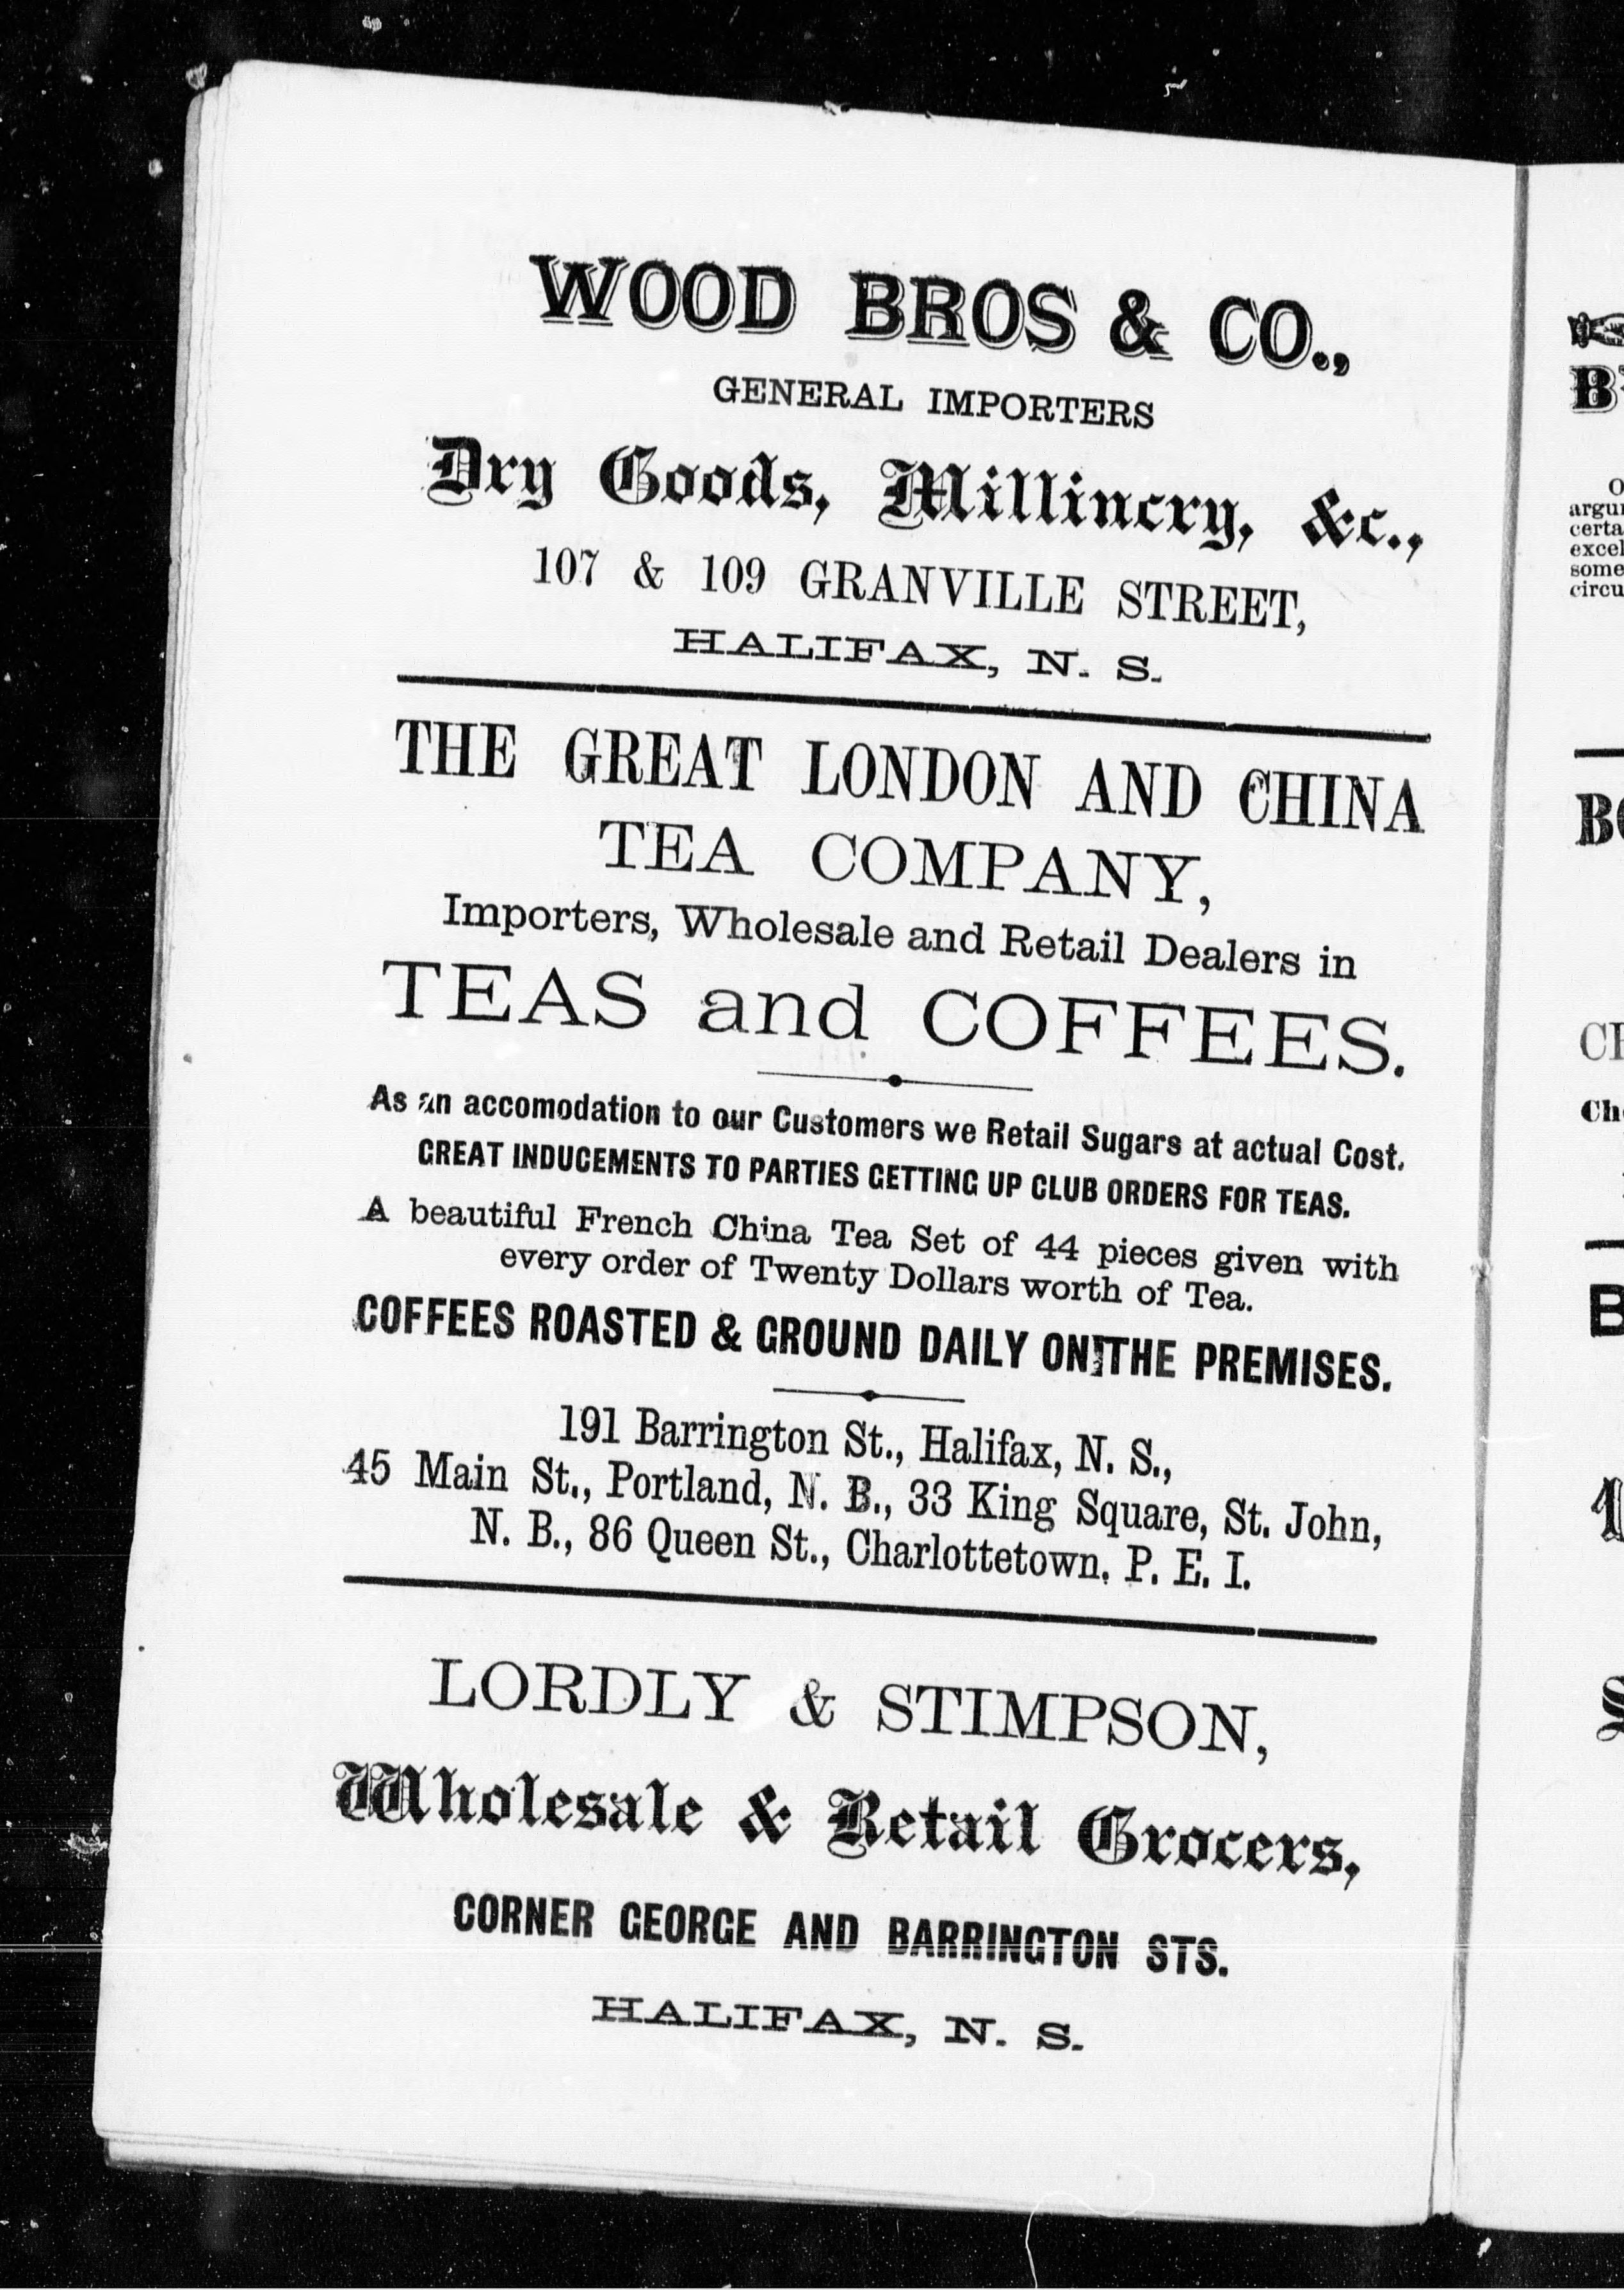 WOOD BROS & CO.,
GENERAL IMPORTERS
Dry Goods, Millinery, &c.,
107 & 109 GRANVILLE STREET,
HALIFAX, N. S.
THE GREAT LONDON AND CHINA
TEA COMPANY,
Importers, Wholesale and Retail Dealers in
TEAS and COFFEES.
As an accomodation to our Customers we Retail Sugars at actual Cost.
GREAT INDUCEMENTS TO PARTIES GETTING UP CLUB ORDERS FOR TEAS.
A beautiful French China Tea Set of 44 pieces given with
every order of Twenty Dollars worth of Tea.
COFFEES ROASTED & GROUND DAILY ON THE PREMISES.
191 Barrington St., Halifax, N. S.,
45 Main St., Portland, N. B., 33 King Square, St. John,
N. B., 86 Queen St., Charlottetown, P. E. I.
LORDLY & STIMPSON,
Wholesale & Retail Grocers,
CORNER GEORGE AND BARRINGTON STS.
HALIFAX, N. S.